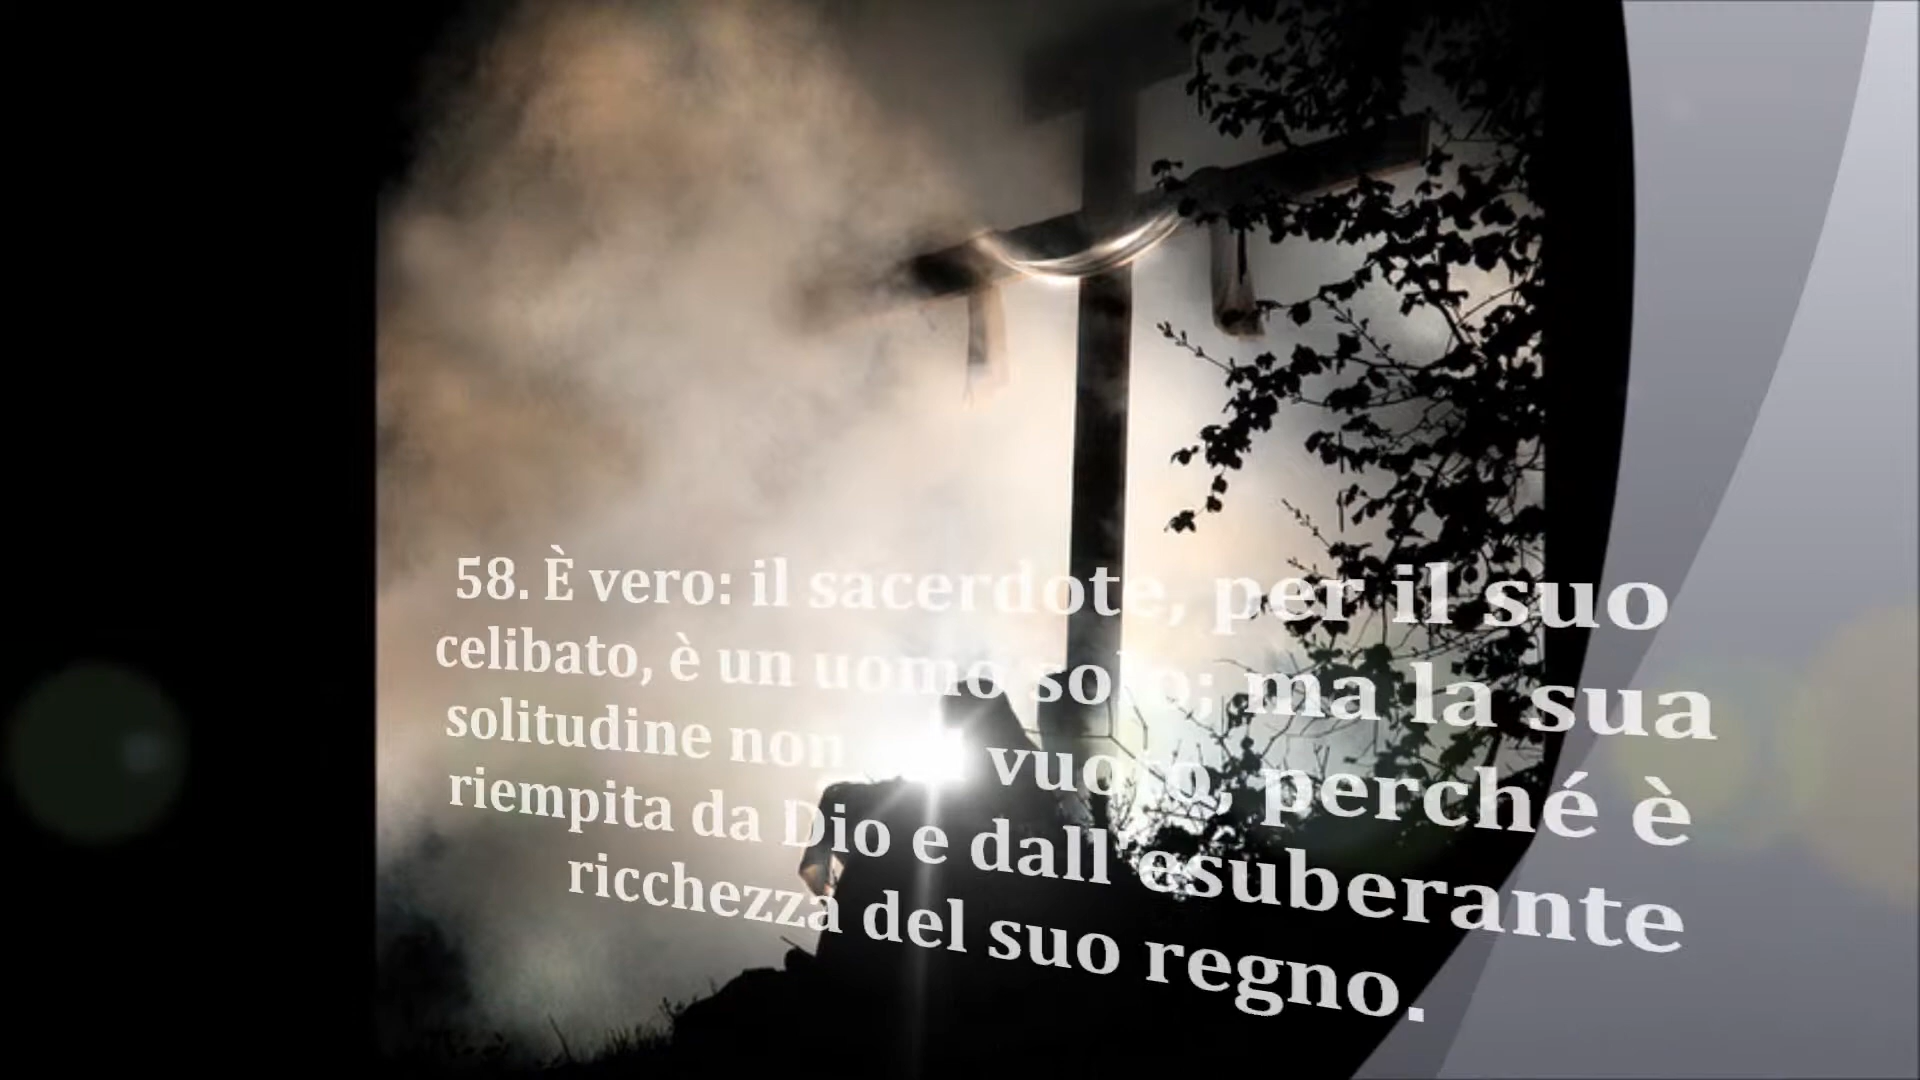 58. È vero: il sacerdote, per il suo
celibato, è un uomo solo; ma la sua
solitudine non vuoto, perché è
riempita da Dio e dall'esuberante
ricchezza del suo regno.